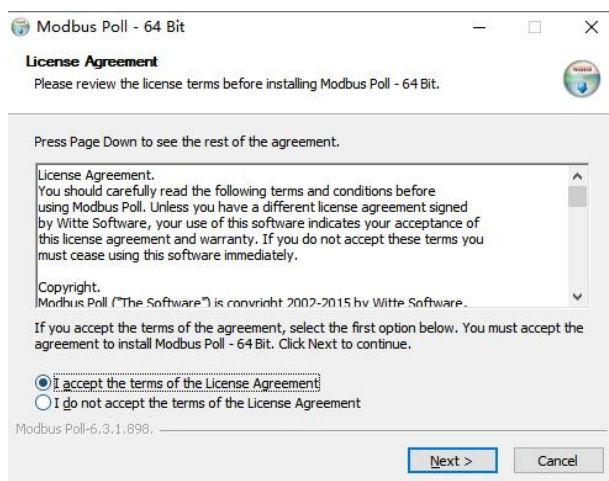 Modbus Poll - 64 Bit
License Agreement
Please review the license terms before installing Modbus Poll - 64 Bit.
Press Page Down to see the rest of the agreement.
License Agreement.
You should carefully read the following terms and conditions before
using Modbus Poll. Unless you have a different license agreement signed
by Witte Software, your use of this software indicates your acceptance of
this license agreement and warranty. If you do not accept these terms you
must cease using this software immediately.
Copyright.
Modbus Poll ("The Software") is copyright 2002-2015 by Witte Software.
If you accept the terms of the agreement, select the first option below. You must accept the
agreement to install Modbus Poll - 64 Bit. Click Next to continue.
I accept the terms of the License Agreement
I do not accept the terms of the License Agreement
Modbus Poll-6.3.1.898.
Next >
Cancel